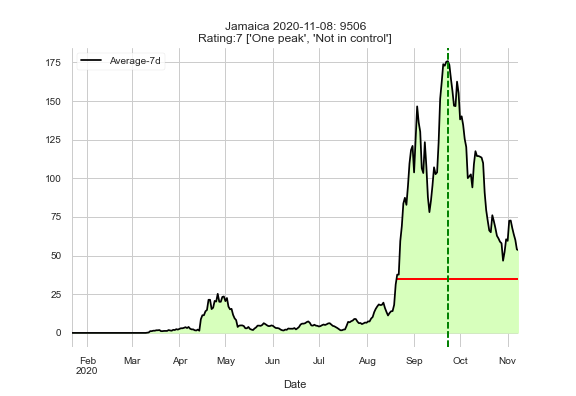 Jamaica 2020-11-08: 9506
Rating:7 ['One peak', 'Not in control']
Average-7d
175
150
125
100
75
50
25
0
Feb Mar Apr May Jun Jul Aug Sep Oct Nov
2020
Date